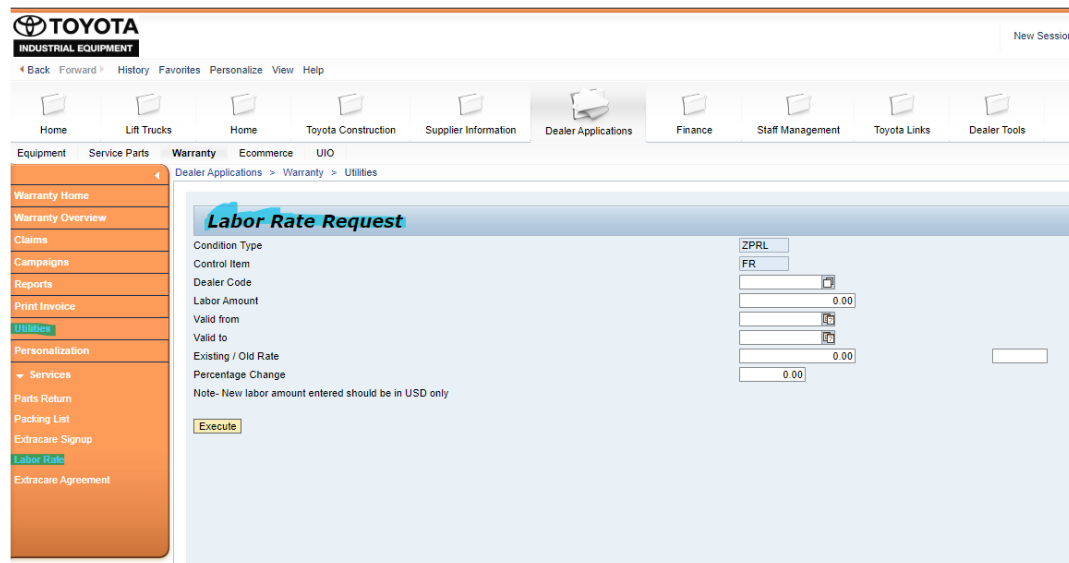 TOYOTA
INDUSTRIAL EQUIPMENT
New Session
Back Forward History Favorites Personalize View Help
Home Lift Trucks Home Toyota Construction Supplier Information Dealer Applications Finance Staff Management Toyota Links Dealer Tools
Equipment Service Parts Warranty Ecommerce UIO
Dealer Applications > Warranty > Utilities
Warranty Home
Warranty Overview
Claims
Campaigns
Reports
Print Invoice
Utilities
Personalization
Services
Parts Return
Packing List
Extracare Signup
Labor Rate
Extracare Agreement
Labor Rate Request
Condition Type ZPRL
Control Item FR
Dealer Code
Labor Amount 0.00
Valid from
Valid to
Existing / Old Rate 0.00
Percentage Change 0.00
Note- New labor amount entered should be in USD only
Execute